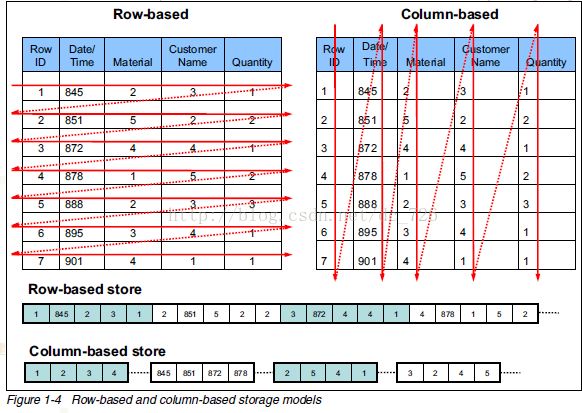 Row-based
Row ID Date/Time Material Customer Name Quantity
1 845 2 3 1
2 851 5 2 2
3 872 4 4 1
4 878 1 5 2
5 888 2 3 3
6 895 3 4 1
7 901 4 1 1
Column-based
Row ID Date/Time Material Customer Name Quantity
1 845 2 3 1
2 851 5 2 2
3 872 4 4 1
4 878 1 5 2
5 888 2 3 3
6 895 3 4 1
7 901 4 1 1
Row-based store
1 845 2 3 1 2 851 5 2 2 3 872 4 4 1 4 878 1 5 2
Column-based store
1 2 3 4 845 851 872 878 2 5 4 1 3 2 4 5
Figure 1-4 Row-based and column-based storage models